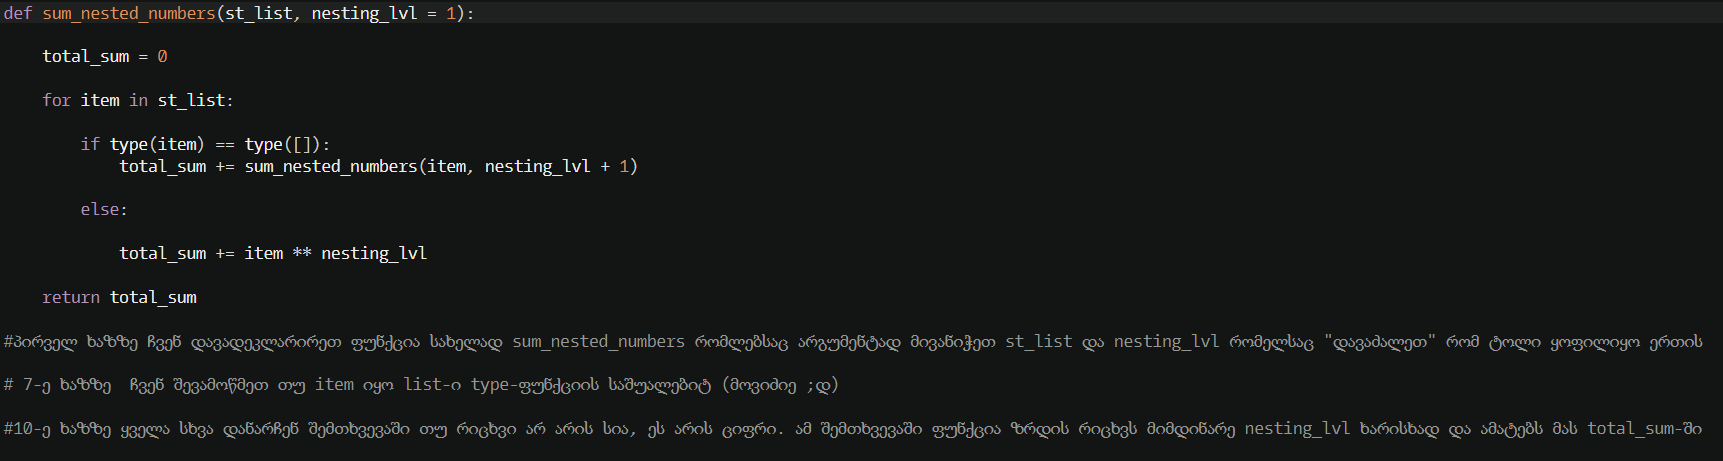 def sum_nested_numbers(st_list, nesting_lvl = 1):
    total_sum = 0
    for item in st_list:
        if type(item) == type([]):
            total_sum += sum_nested_numbers(item, nesting_lvl + 1)
        else:
            total_sum += item ** nesting_lvl
    return total_sum
#პირველ ხაზზე ჩვენ დავადეკლარირეთ ფუნქცია სახელად sum_nested_numbers რომლებსაც არგუმენტად მივანიჭეთ st_list და nesting_lvl რომელსაც "დავაძალეთ" რომ ტოლი ყოფილიყო ერთის
# 7-ე ხაზზე  ჩვენ შევამოწმეთ თუ item იყო list-ი type-ფუნქციის საშუალებიტ (მოვიძიე ;დ)
#10-ე ხაზზე ყველა სხვა დანარჩენ შემთხვევაში თუ რიცხვი არ არის სია, ეს არის ციფრი. ამ შემთხვევაში ფუნქცია ზრდის რიცხვს მიმდინარე nesting_lvl ხარისხად და ამატებს მას total_sum-ში